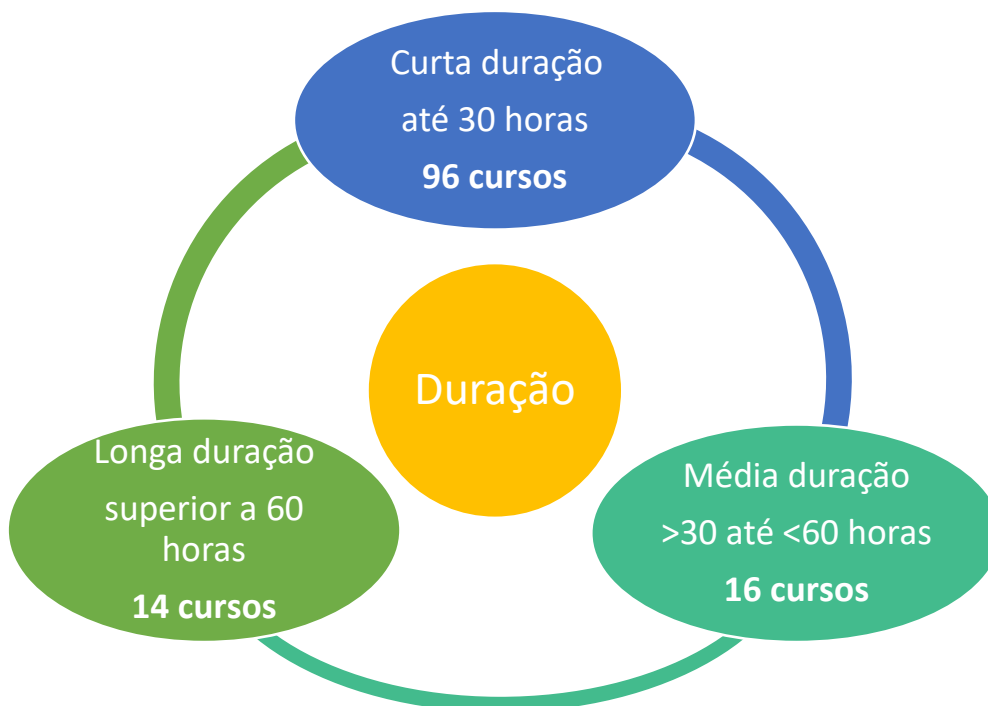 Curta duração
até 30 horas
96 cursos
Duração
Longa duração
superior a 60
horas
14 cursos
Média duração
>30 até <60 horas
16 cursos